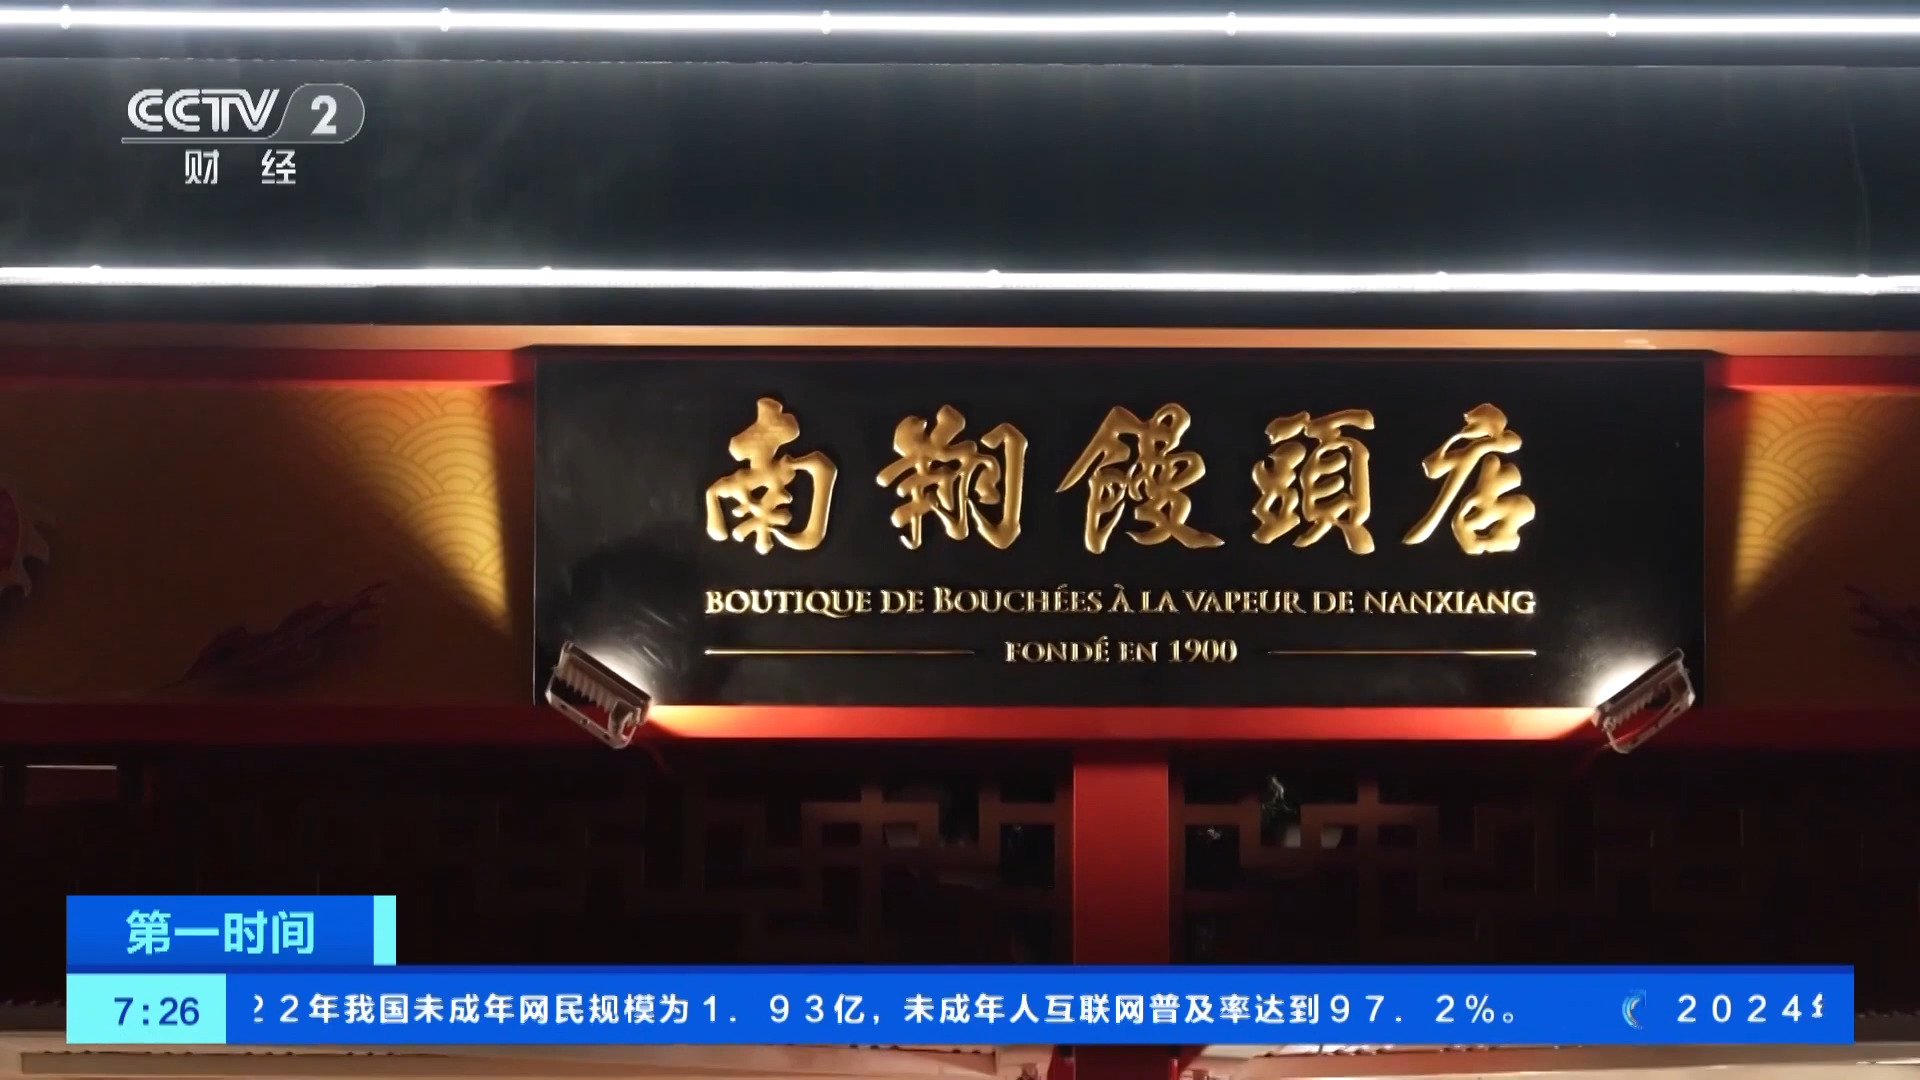 CCTV 2
财 经
南翔饅頭店
BOUTIQUE DE BOUCHÉES À LA VAPEUR DE NANXIANG
FONDÉ EN 1900
第一时间
7:26
22年我国未成年网民规模为1.93亿，未成年人互联网普及率达到97.2%。 2024